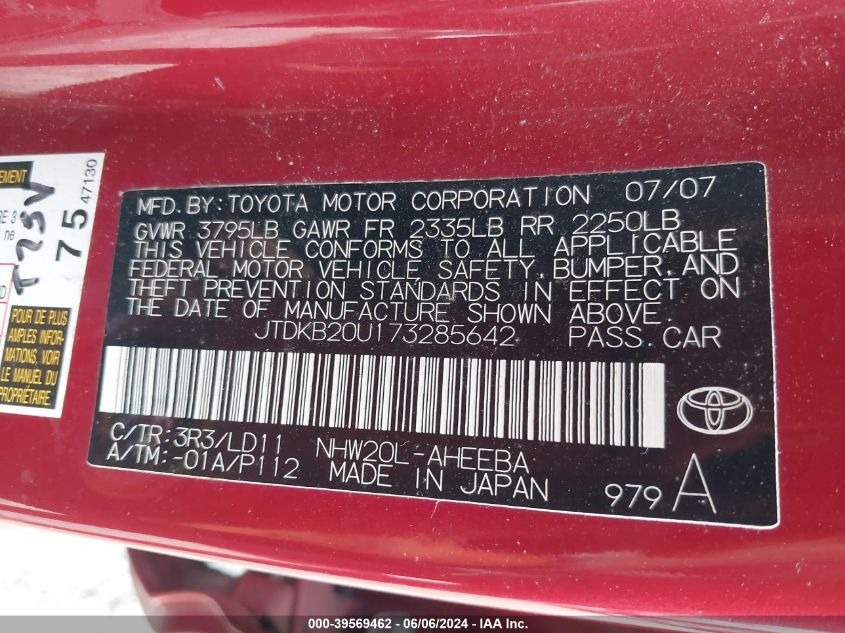 MFD.BY:TOYOTA MOTOR CORPORATION 07/07
GVWR 3795LB GAWR FR 2335LB RR 2250LB
THIS VEHICLE CONFORMS TO ALL APPLICABLE
FEDERAL MOTOR VEHICLE SAFETY, BUMPER, AND
THEFT PREVENTION STANDARDS IN EFFECT ON
THE DATE OF MANUFACTURE SHOWN ABOVE.
JTDKB20U173285642 PASS.CAR
C/TR:3R3/LD11 NHW20L-AHEEBA
A/TM:-01A/P112 MADE IN JAPAN
979 A
TOYOTA
75 47130
POUR DE PLUS
AMPLES INFOR-
MATIONS, VOIR
LE MANUEL DU
PROPRIÉTAIRE.
000-39569462 - 06/06/2024 - IAA Inc.